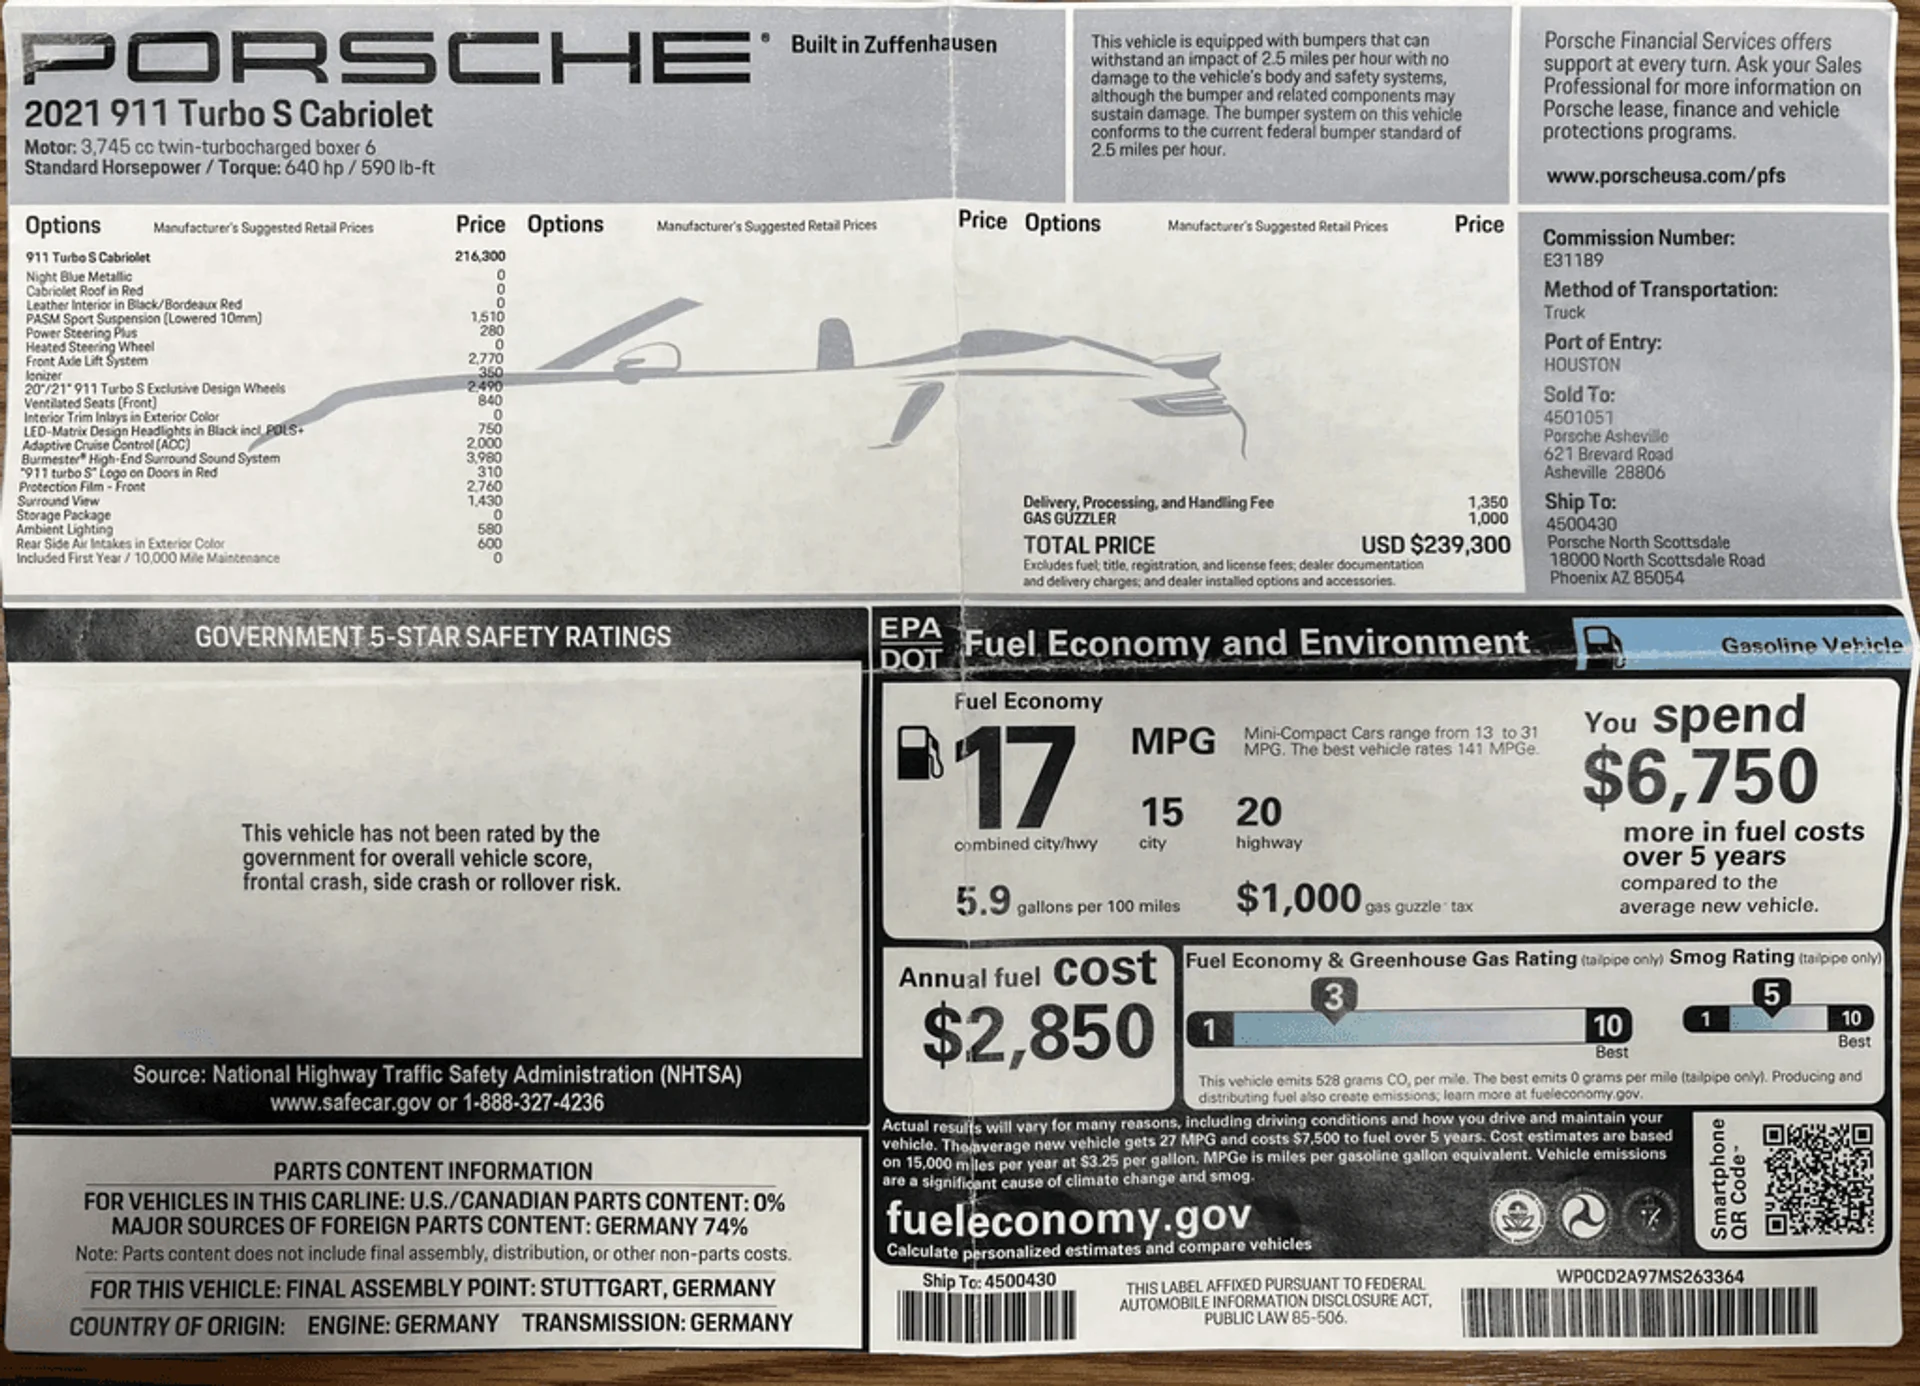 PORSCHE® Built in Zuffenhausen
2021 911 Turbo S Cabriolet
Motor: 3,745 cc twin-turbocharged boxer 6
Standard Horsepower / Torque: 640 hp / 590 lb-ft
This vehicle is equipped with bumpers that can
withstand an impact of 2.5 miles per hour with no
damage to the vehicle's body and safety systems,
although the bumper and related components may
sustain damage. The bumper system on this vehicle
conforms to the current federal bumper standard of
2.5 miles per hour.
Porsche Financial Services offers
support at every turn. Ask your Sales
Professional for more information on
Porsche lease, finance and vehicle
protections programs.
www.porscheusa.com/pfs
Options Manufacturer's Suggested Retail Prices Price
911 Turbo S Cabriolet 216,300
Night Blue Metallic 0
Cabriolet Roof in Red 0
Leather Interior in Black/Bordeaux Red 0
PASM Sport Suspension (Lowered 10mm) 1,510
Power Steering Plus 280
Heated Steering Wheel 0
Front Axle Lift System 2,770
Ionizer 350
20"/21" 911 Turbo S Exclusive Design Wheels 2,490
Ventilated Seats (Front) 840
Interior Trim Inlays in Exterior Color 0
LED-Matrix Design Headlights in Black incl. PDLS+ 750
Adaptive Cruise Control (ACC) 2,000
Burmester® High-End Surround Sound System 3,980
"911 turbo S" Logo on Doors in Red 310
Protection Film - Front 2,760
Surround View 1,430
Storage Package 0
Ambient Lighting 580
Rear Side Air Intakes in Exterior Color 600
Included First Year / 10,000 Mile Maintenance 0
Options Manufacturer's Suggested Retail Prices Price
Options Manufacturer's Suggested Retail Prices Price
Delivery, Processing, and Handling Fee 1,350
GAS GUZZLER 1,000
TOTAL PRICE USD $239,300
Excludes fuel; title, registration, and license fees; dealer documentation
and delivery charges; and dealer installed options and accessories.
Commission Number:
E31189
Method of Transportation:
Truck
Port of Entry:
HOUSTON
Sold To:
4501051
Porsche Asheville
621 Brevard Road
Asheville 28806
Ship To:
4500430
Porsche North Scottsdale
18000 North Scottsdale Road
Phoenix AZ 85054
GOVERNMENT 5-STAR SAFETY RATINGS
This vehicle has not been rated by the
government for overall vehicle score,
frontal crash, side crash or rollover risk.
Source: National Highway Traffic Safety Administration (NHTSA)
www.safecar.gov or 1-888-327-4236
PARTS CONTENT INFORMATION
FOR VEHICLES IN THIS CARLINE: U.S./CANADIAN PARTS CONTENT: 0%
MAJOR SOURCES OF FOREIGN PARTS CONTENT: GERMANY 74%
Note: Parts content does not include final assembly, distribution, or other non-parts costs.
FOR THIS VEHICLE: FINAL ASSEMBLY POINT: STUTTGART, GERMANY
COUNTRY OF ORIGIN: ENGINE: GERMANY TRANSMISSION: GERMANY
EPA
DOT
Fuel Economy and Environment
Gasoline Vehicle
Fuel Economy
17 MPG
combined city/hwy
15
city
20
highway
Mini-Compact Cars range from 13 to 31
MPG. The best vehicle rates 141 MPGe.
5.9 gallons per 100 miles
$1,000 gas guzzler tax
You spend
$6,750
more in fuel costs
over 5 years
compared to the
average new vehicle.
Annual fuel cost
$2,850
Fuel Economy & Greenhouse Gas Rating (tailpipe only)
3
1 10
Best
Smog Rating (tailpipe only)
5
1 10
Best
This vehicle emits 528 grams CO₂ per mile. The best emits 0 grams per mile (tailpipe only). Producing and
distributing fuel also create emissions; learn more at fueleconomy.gov.
Actual results will vary for many reasons, including driving conditions and how you drive and maintain your
vehicle. The average new vehicle gets 27 MPG and costs $7,500 to fuel over 5 years. Cost estimates are based
on 15,000 miles per year at $3.25 per gallon. MPGe is miles per gasoline gallon equivalent. Vehicle emissions
are a significant cause of climate change and smog.
fueleconomy.gov
Calculate personalized estimates and compare vehicles
Smartphone
QR Code™
Ship To: 4500430
THIS LABEL AFFIXED PURSUANT TO FEDERAL
AUTOMOBILE INFORMATION DISCLOSURE ACT,
PUBLIC LAW 85-506.
WP0CD2A97MS263364